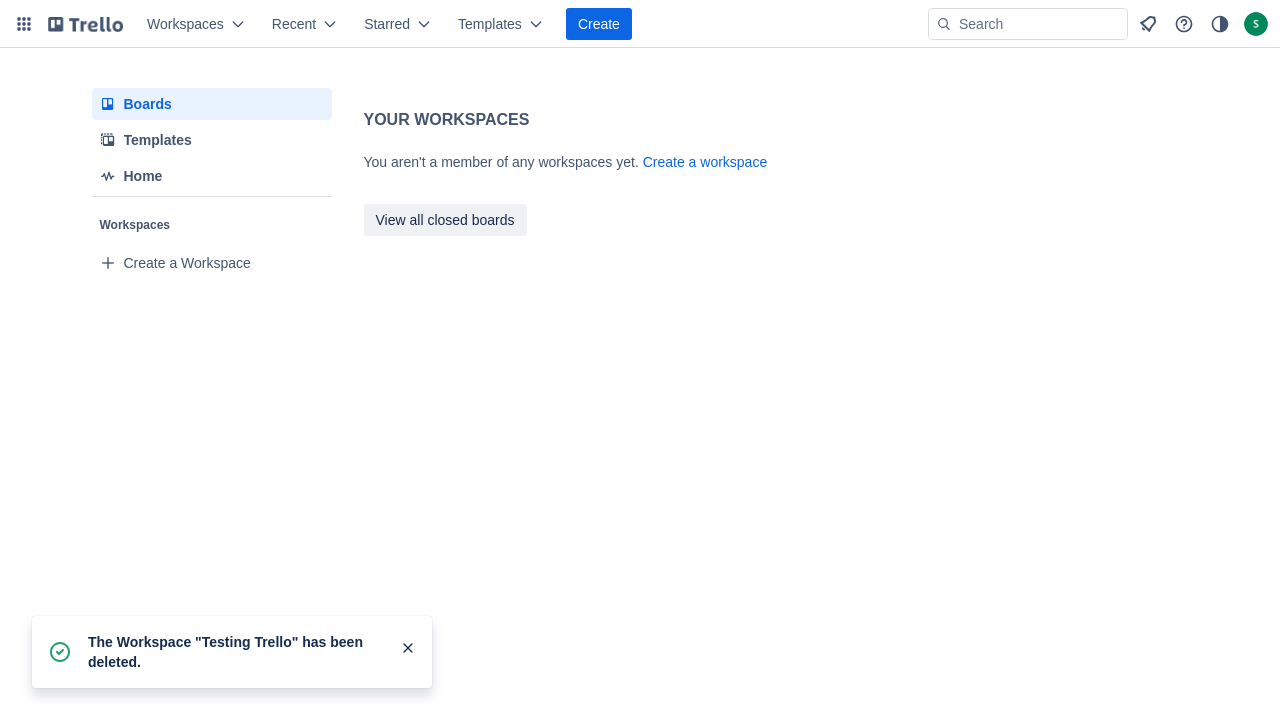 Trello
Workspaces
Recent
Starred
Templates
Create
Search
S
Boards
Templates
Home
Workspaces
Create a Workspace
YOUR WORKSPACES
You aren't a member of any workspaces yet. Create a workspace
View all closed boards
The Workspace "Testing Trello" has been
deleted.